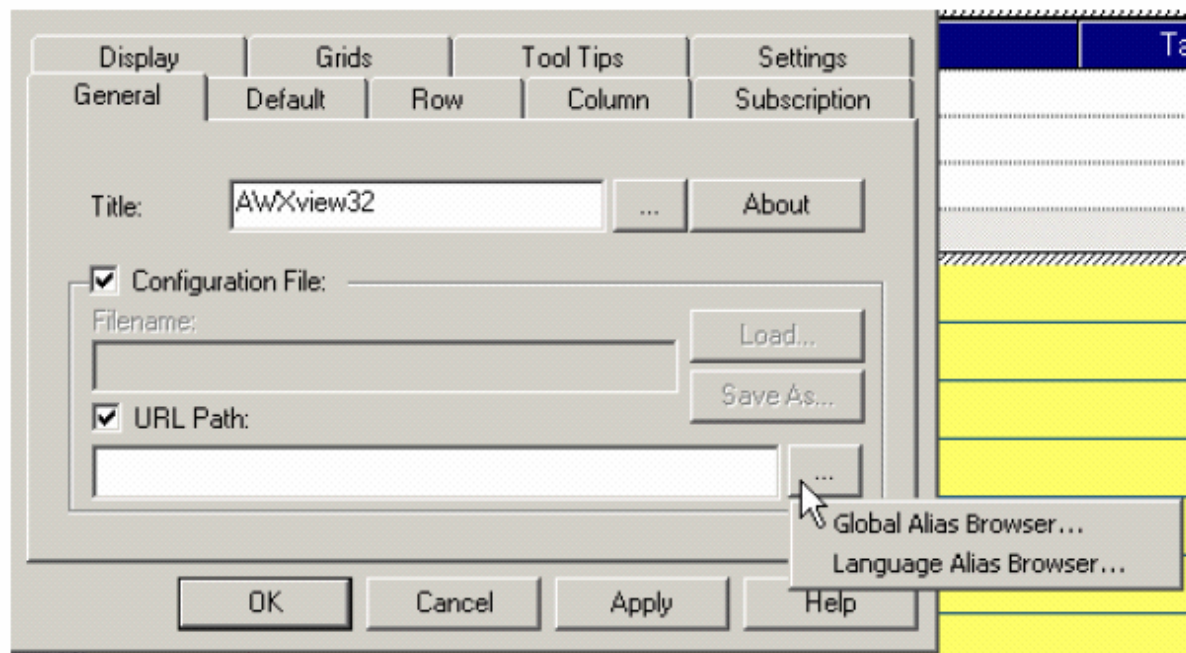 Display Grids Tool Tips Settings
General Default Row Column Subscription
Title: AWXview32 ... About
Configuration File:
Filename:
Load...
Save As...
URL Path:
...
Global Alias Browser...
Language Alias Browser...
OK Cancel Apply Help